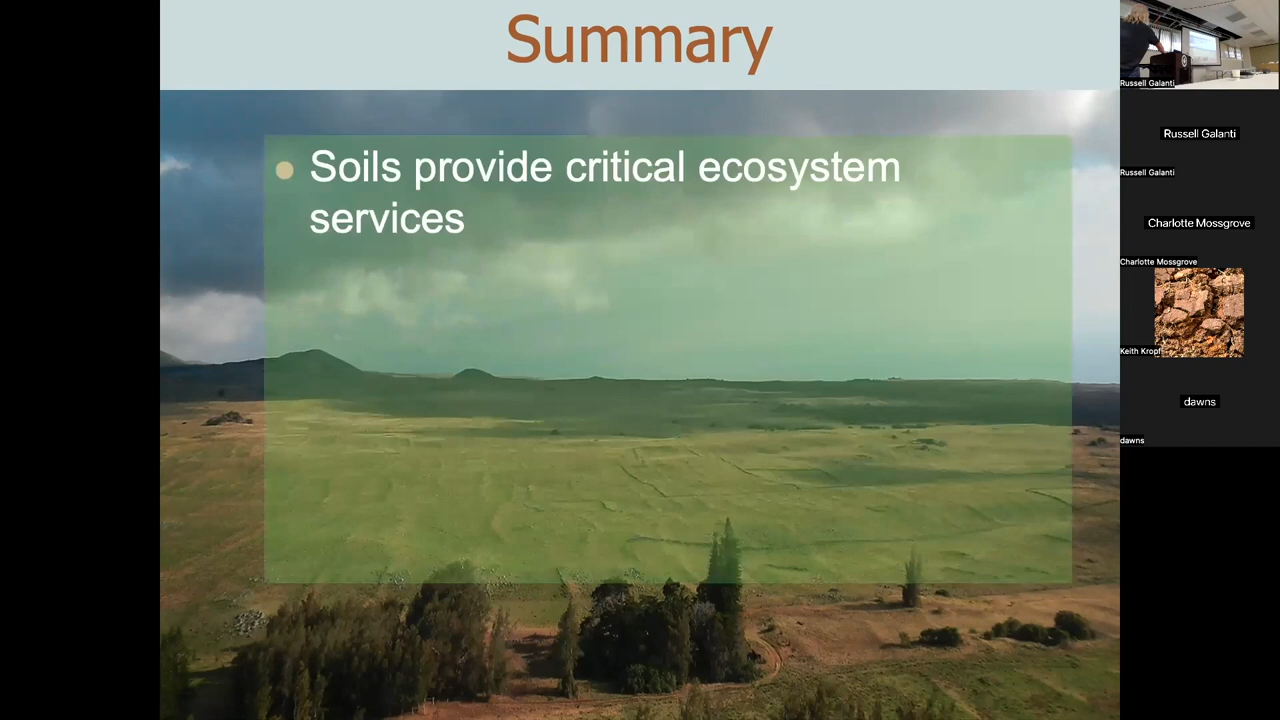 Summary
Soils provide critical ecosystem
services
Russell Galanti
Russell Galanti
Russell Galanti
Charlotte Mossgrove
Charlotte Mossgrove
Keith Kropf
dawns
dawns